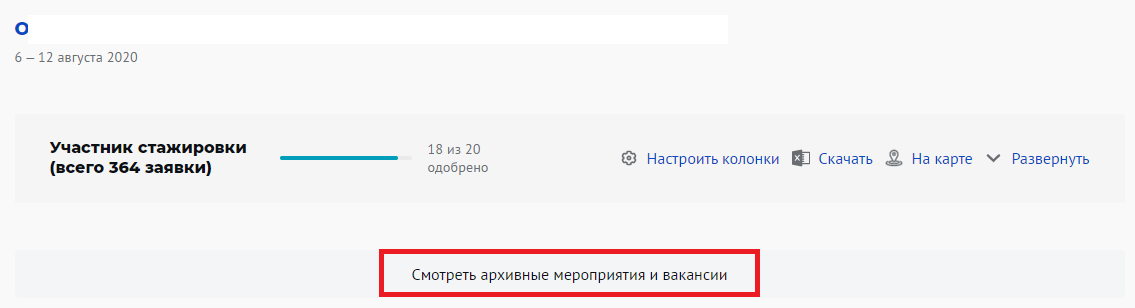 О
6 — 12 августа 2020
Участник стажировки
(всего 364 заявки)
18 из 20
одобрено
Настроить колонки Скачать На карте Развернуть
Смотреть архивные мероприятия и вакансии